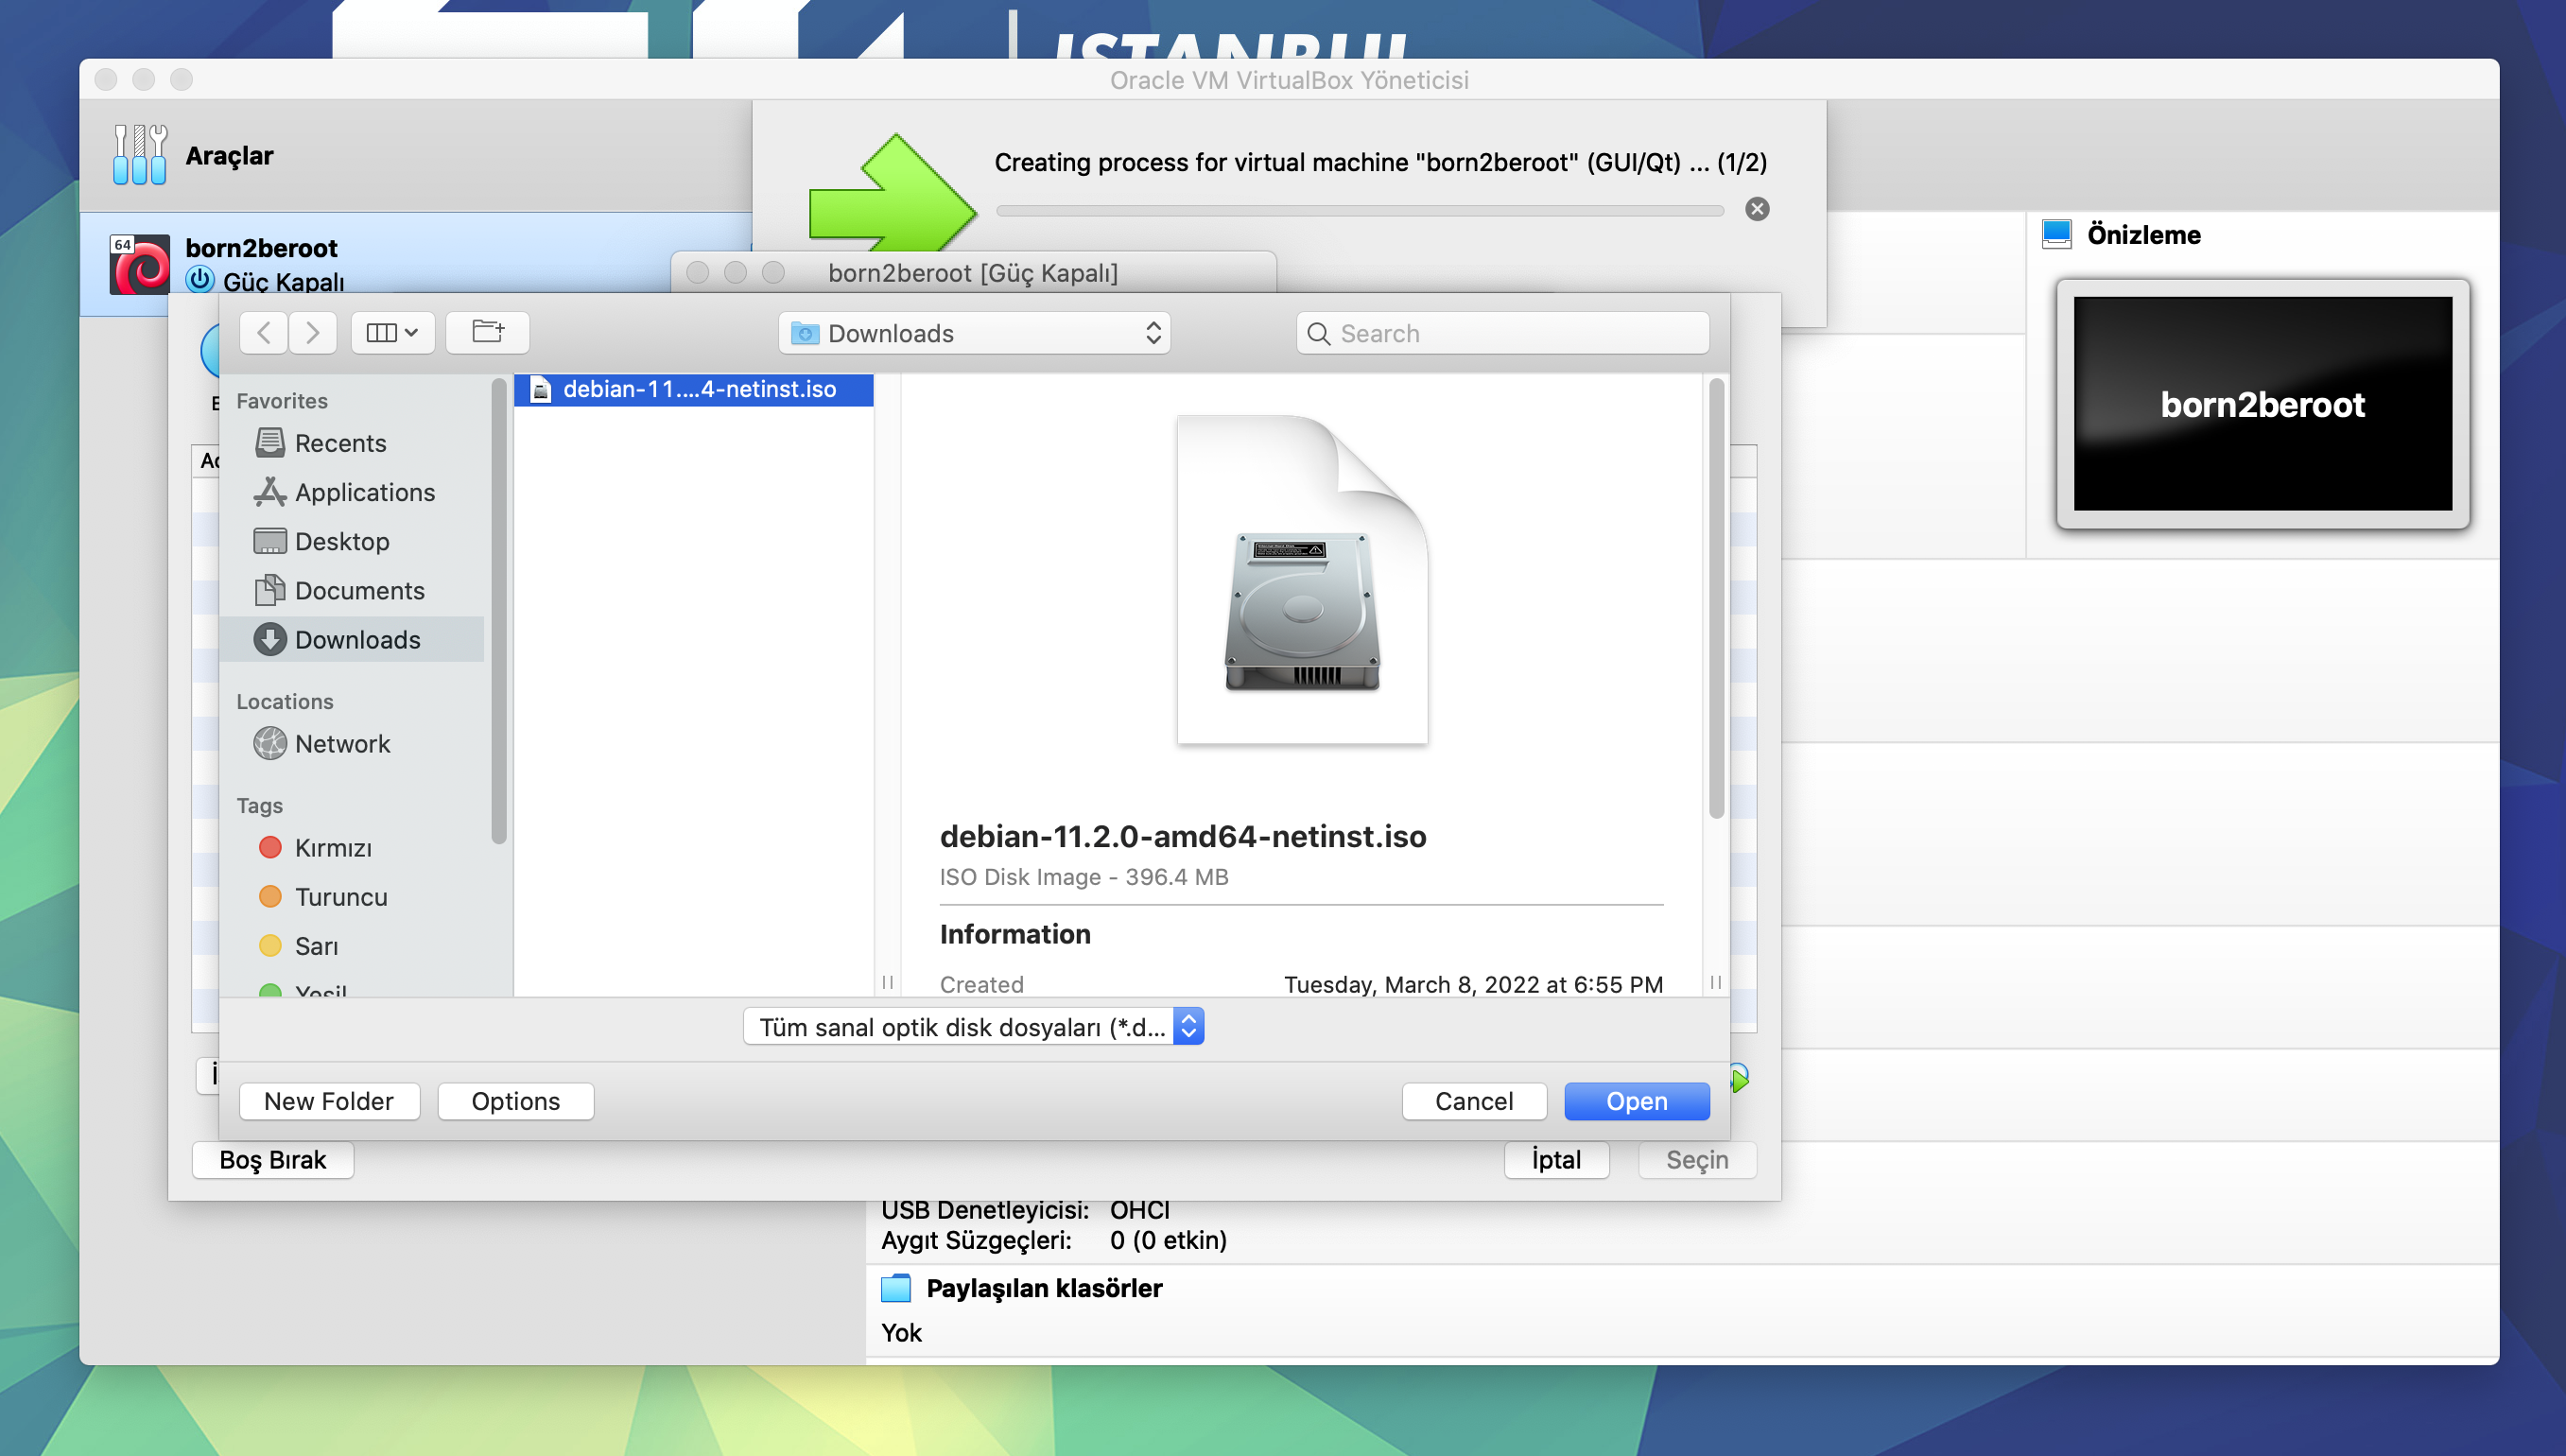 ISTANBUL
Oracle VM VirtualBox Yöneticisi
Araçlar
Creating process for virtual machine "born2beroot" (GUI/Qt) ... (1/2)
64
born2beroot
Güç Kapalı
Önizleme
born2beroot
born2beroot [Güç Kapalı]
Downloads
Search
Favorites
Recents
Applications
Desktop
Documents
Downloads
Locations
Network
Tags
Kırmızı
Turuncu
Sarı
Yeşil
debian-11....4-netinst.iso
debian-11.2.0-amd64-netinst.iso
ISO Disk Image - 396.4 MB
Information
Created Tuesday, March 8, 2022 at 6:55 PM
Tüm sanal optik disk dosyaları (*.d...
New Folder
Options
Cancel
Open
Boş Bırak
İptal
Seçin
USB Denetleyicisi: OHCI
Aygıt Süzgeçleri: 0 (0 etkin)
Paylaşılan klasörler
Yok